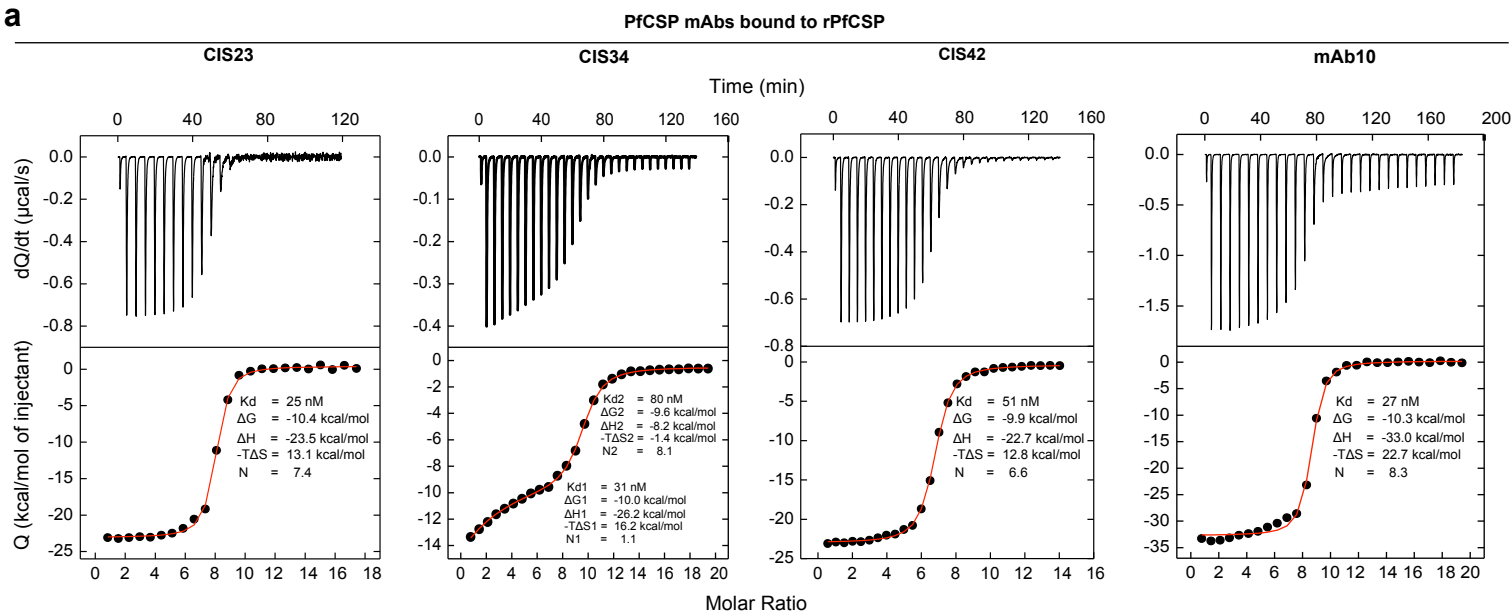 a
PfCSP mAbs bound to rPfCSP
CIS23 CIS34 CIS42 mAb10
Time (min)
0 40 80 120 0 40 80 120 160 0 40 80 120 160 0 40 80 120 160 200
dQ/dt (µcal/s)
0.0
-0.2
-0.4
-0.6
-0.8
0.0
-0.1
-0.2
-0.3
-0.4
0.0
-0.2
-0.4
-0.6
-0.8
0.0
-0.5
-1.0
-1.5
Q (kcal/mol of injectant)
0
-5
-10
-15
-20
-25
Kd = 25 nM
ΔG = -10.4 kcal/mol
ΔH = -23.5 kcal/mol
-TΔS = 13.1 kcal/mol
N = 7.4
0 2 4 6 8 10 12 14 16 18
0
-2
-4
-6
-8
-10
-12
-14
Kd2 = 80 nM
ΔG2 = -9.6 kcal/mol
ΔH2 = -8.2 kcal/mol
-TΔS2 = -1.4 kcal/mol
N2 = 8.1
Kd1 = 31 nM
ΔG1 = -10.0 kcal/mol
ΔH1 = -26.2 kcal/mol
-TΔS1 = 16.2 kcal/mol
N1 = 1.1
0 2 4 6 8 10 12 14 16 18 20
0
-5
-10
-15
-20
-25
Kd = 51 nM
ΔG = -9.9 kcal/mol
ΔH = -22.7 kcal/mol
-TΔS = 12.8 kcal/mol
N = 6.6
0 2 4 6 8 10 12 14 16
0
-5
-10
-15
-20
-25
-30
-35
Kd = 27 nM
ΔG = -10.3 kcal/mol
ΔH = -33.0 kcal/mol
-TΔS = 22.7 kcal/mol
N = 8.3
0 2 4 6 8 10 12 14 16 18 20
Molar Ratio